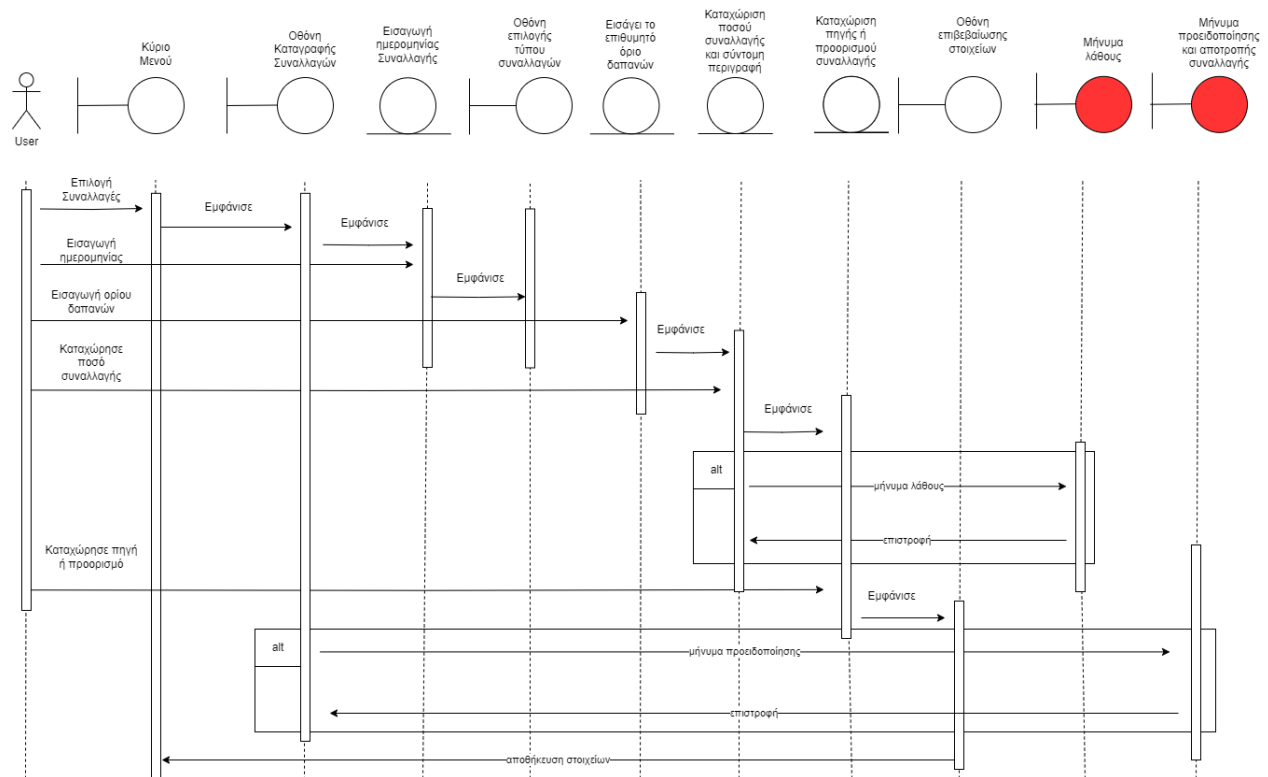 Κύριο
Μενού
Οθόνη
Καταγραφής
Συναλλαγών
Εισαγωγή
ημερομηνίας
Συναλλαγής
Οθόνη
επιλογής
τύπου
συναλλαγών
Εισάγει το
επιθυμητό
όριο
δαπανών
Καταχώριση
ποσού
συναλλαγής
και σύντομη
περιγραφή
Καταχώριση
πηγής ή
προορισμού
συναλλαγής
Οθόνη
επιβεβαίωσης
στοιχείων
Μήνυμα
λάθους
Μήνυμα
προειδοποίησης
και αποτροπής
συναλλαγής
User
Επιλογή
Συναλλαγές
Εμφάνισε
Εμφάνισε
Εισαγωγή
ημερομηνίας
Εμφάνισε
Εισαγωγή ορίου
δαπανών
Εμφάνισε
Καταχώρησε
ποσό
συναλλαγής
Εμφάνισε
alt
μήνυμα λάθους
επιστροφή
Καταχώρησε πηγή
ή προορισμό
Εμφάνισε
alt
μήνυμα προειδοποίησης
επιστροφή
αποθήκευση στοιχείων